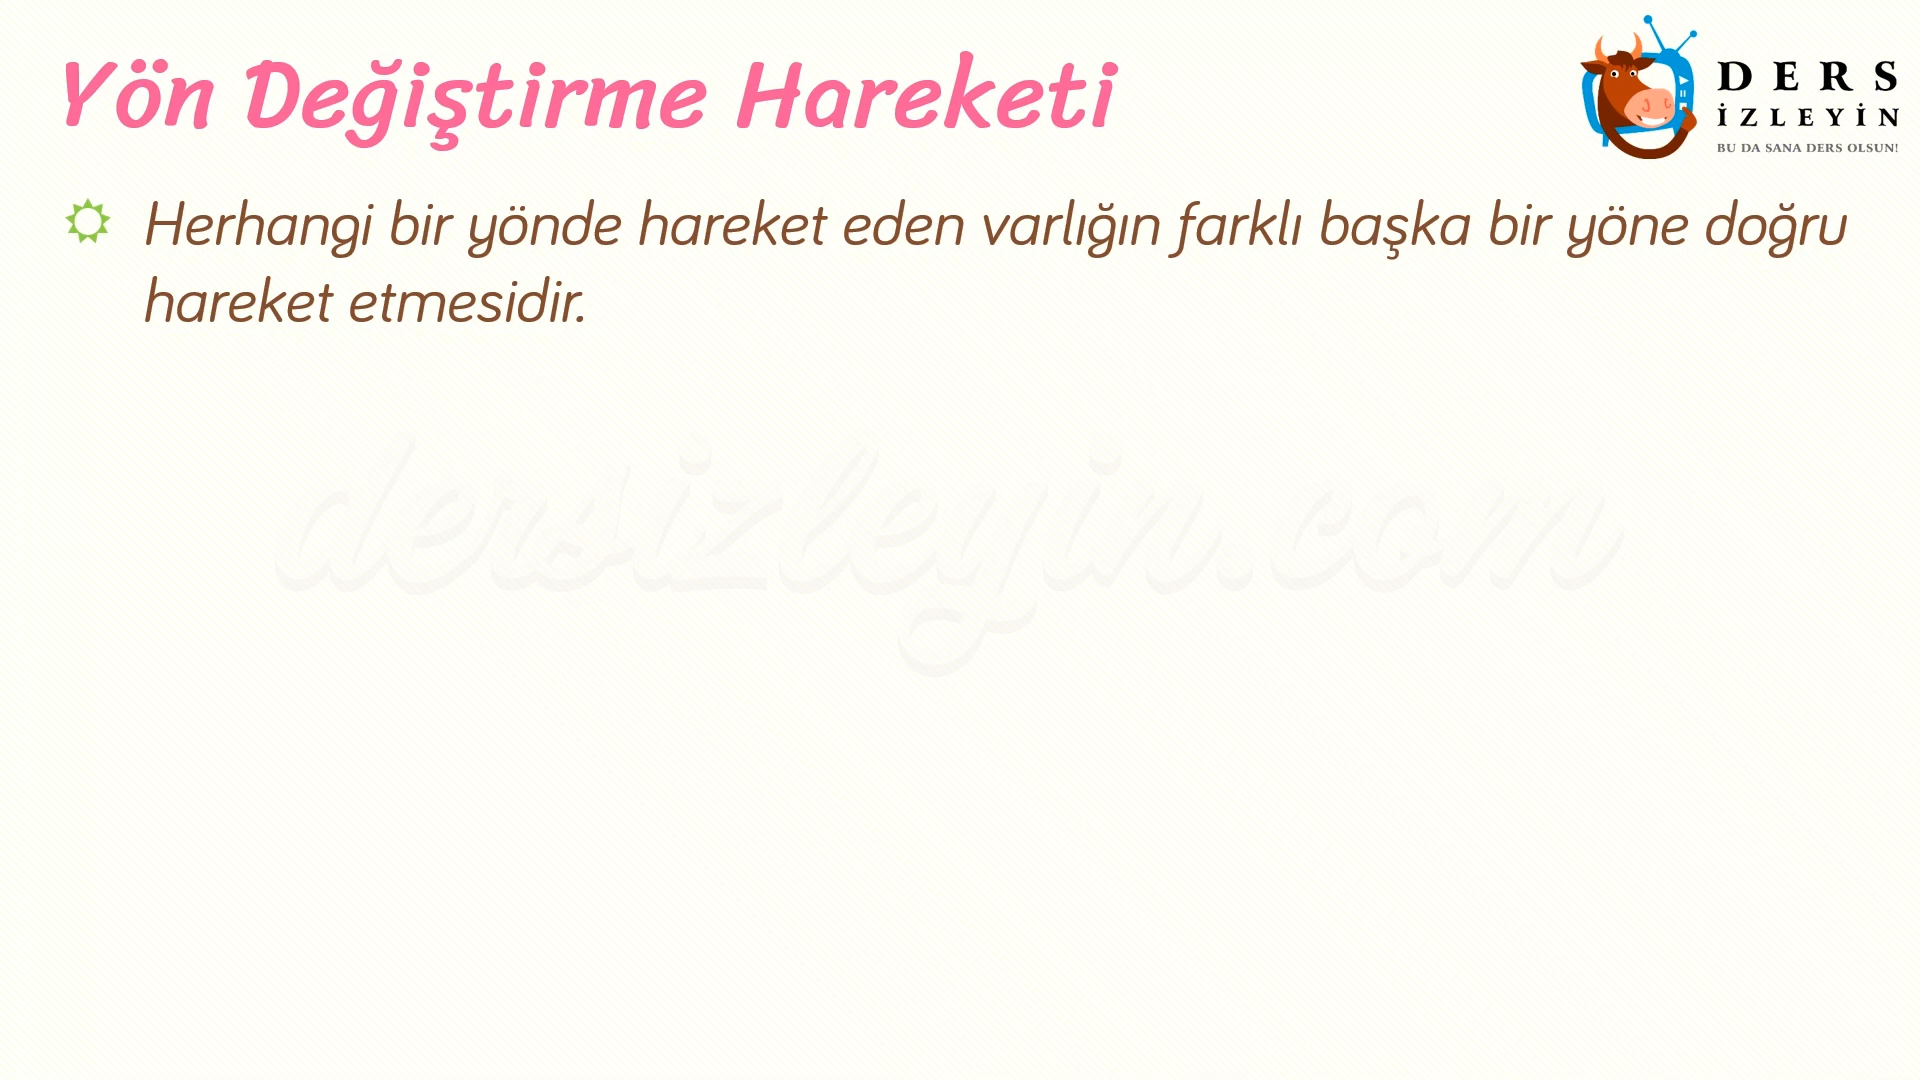 Yön Değiştirme Hareketi
DERS
İZLEYİN
BU DA SANA DERS OLSUN!
Herhangi bir yönde hareket eden varlığın farklı başka bir yöne doğru
hareket etmesidir.
dersizleyin.com